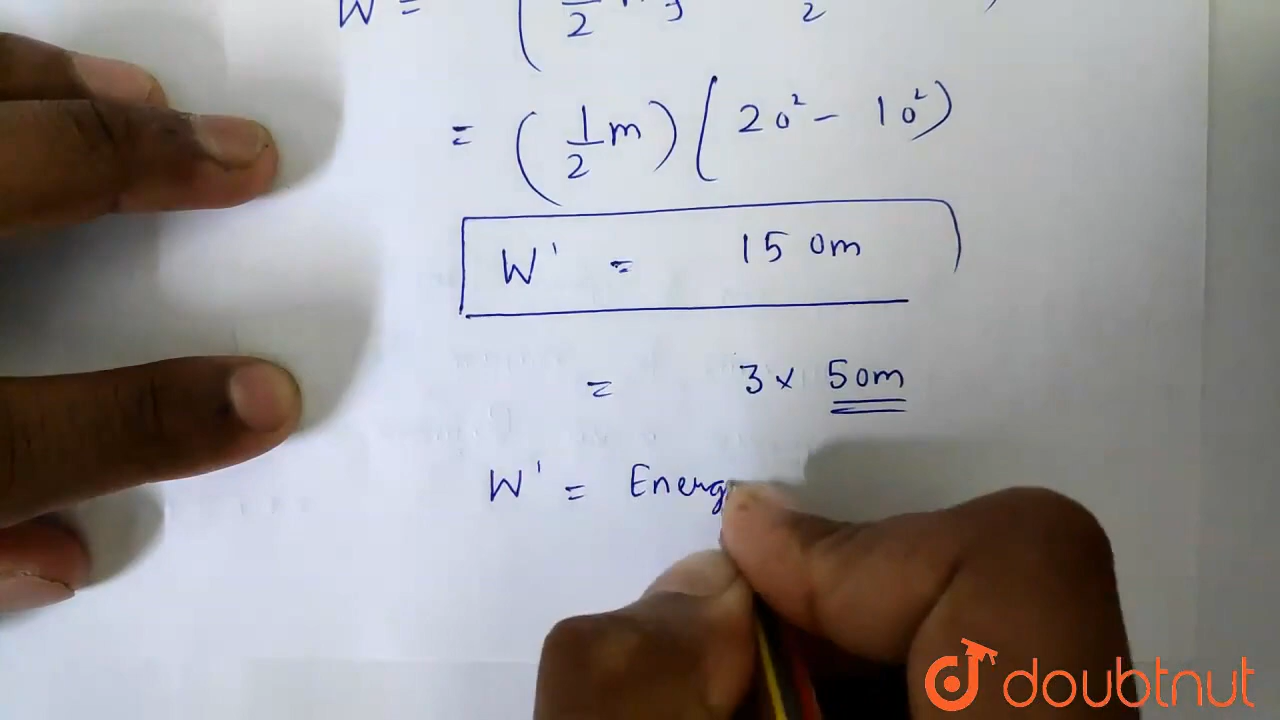 = ( 1/2 m ) ( 20² - 10² )
W' = 150m
= 3 × 50m
W' = Energ
doubtnut